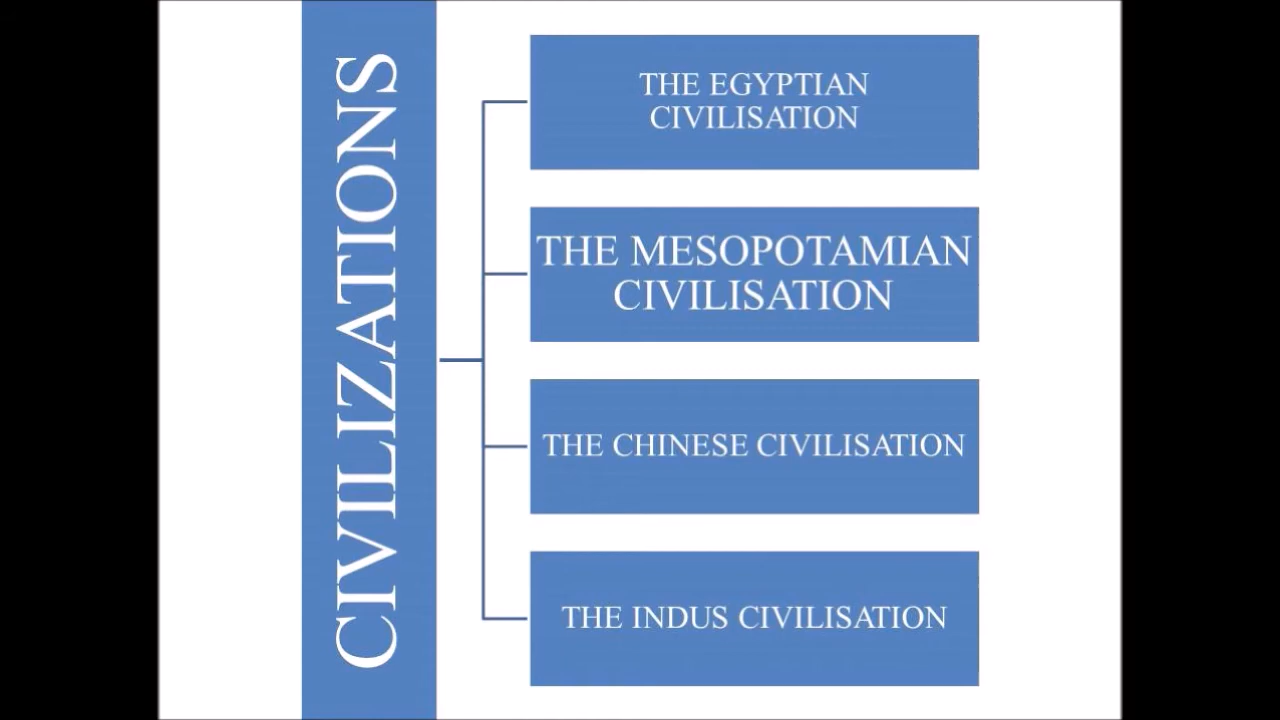 CIVILIZATIONS
THE EGYPTIAN
CIVILISATION
THE MESOPOTAMIAN
CIVILISATION
THE CHINESE CIVILISATION
THE INDUS CIVILISATION